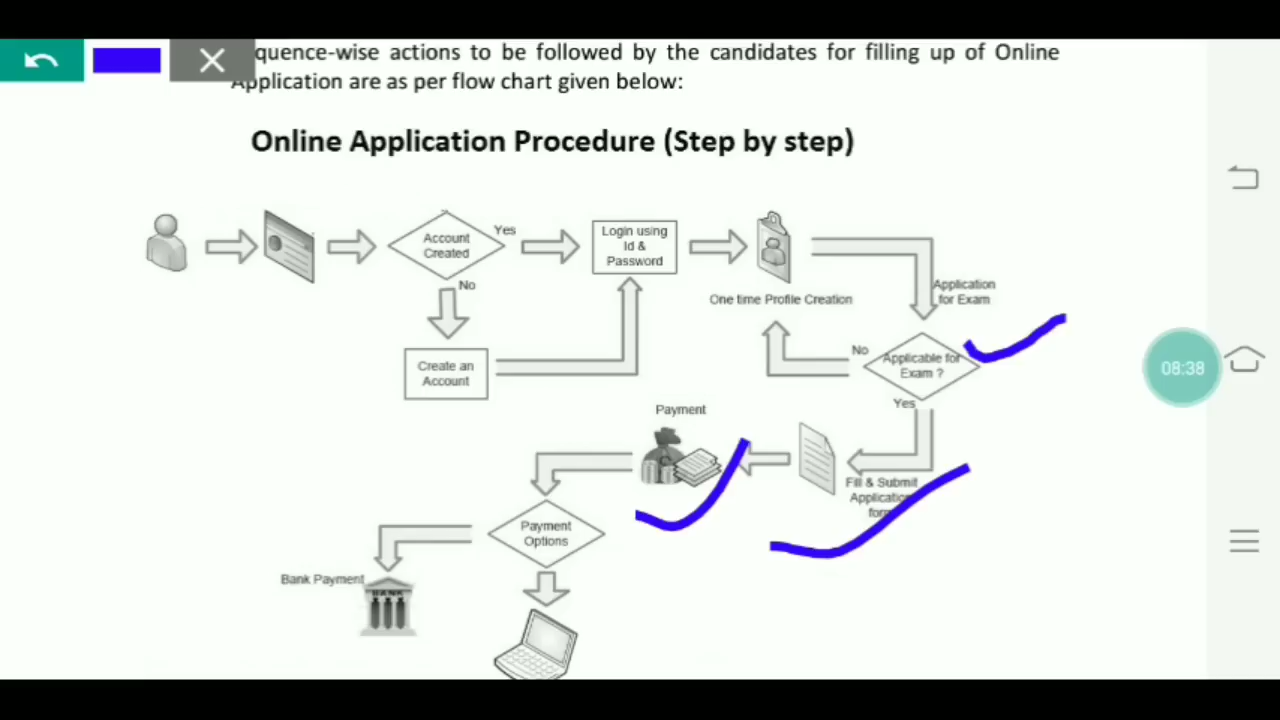 quence-wise actions to be followed by the candidates for filling up of Online
Application are as per flow chart given below:
Online Application Procedure (Step by step)
Account
Created
Yes
No
Login using
Id &
Password
One time Profile Creation
Application
for Exam
Create an
Account
Applicable for
Exam ?
No
Yes
Fill & Submit
Application
form
Payment
Payment
Options
Bank Payment
BANK
08:38